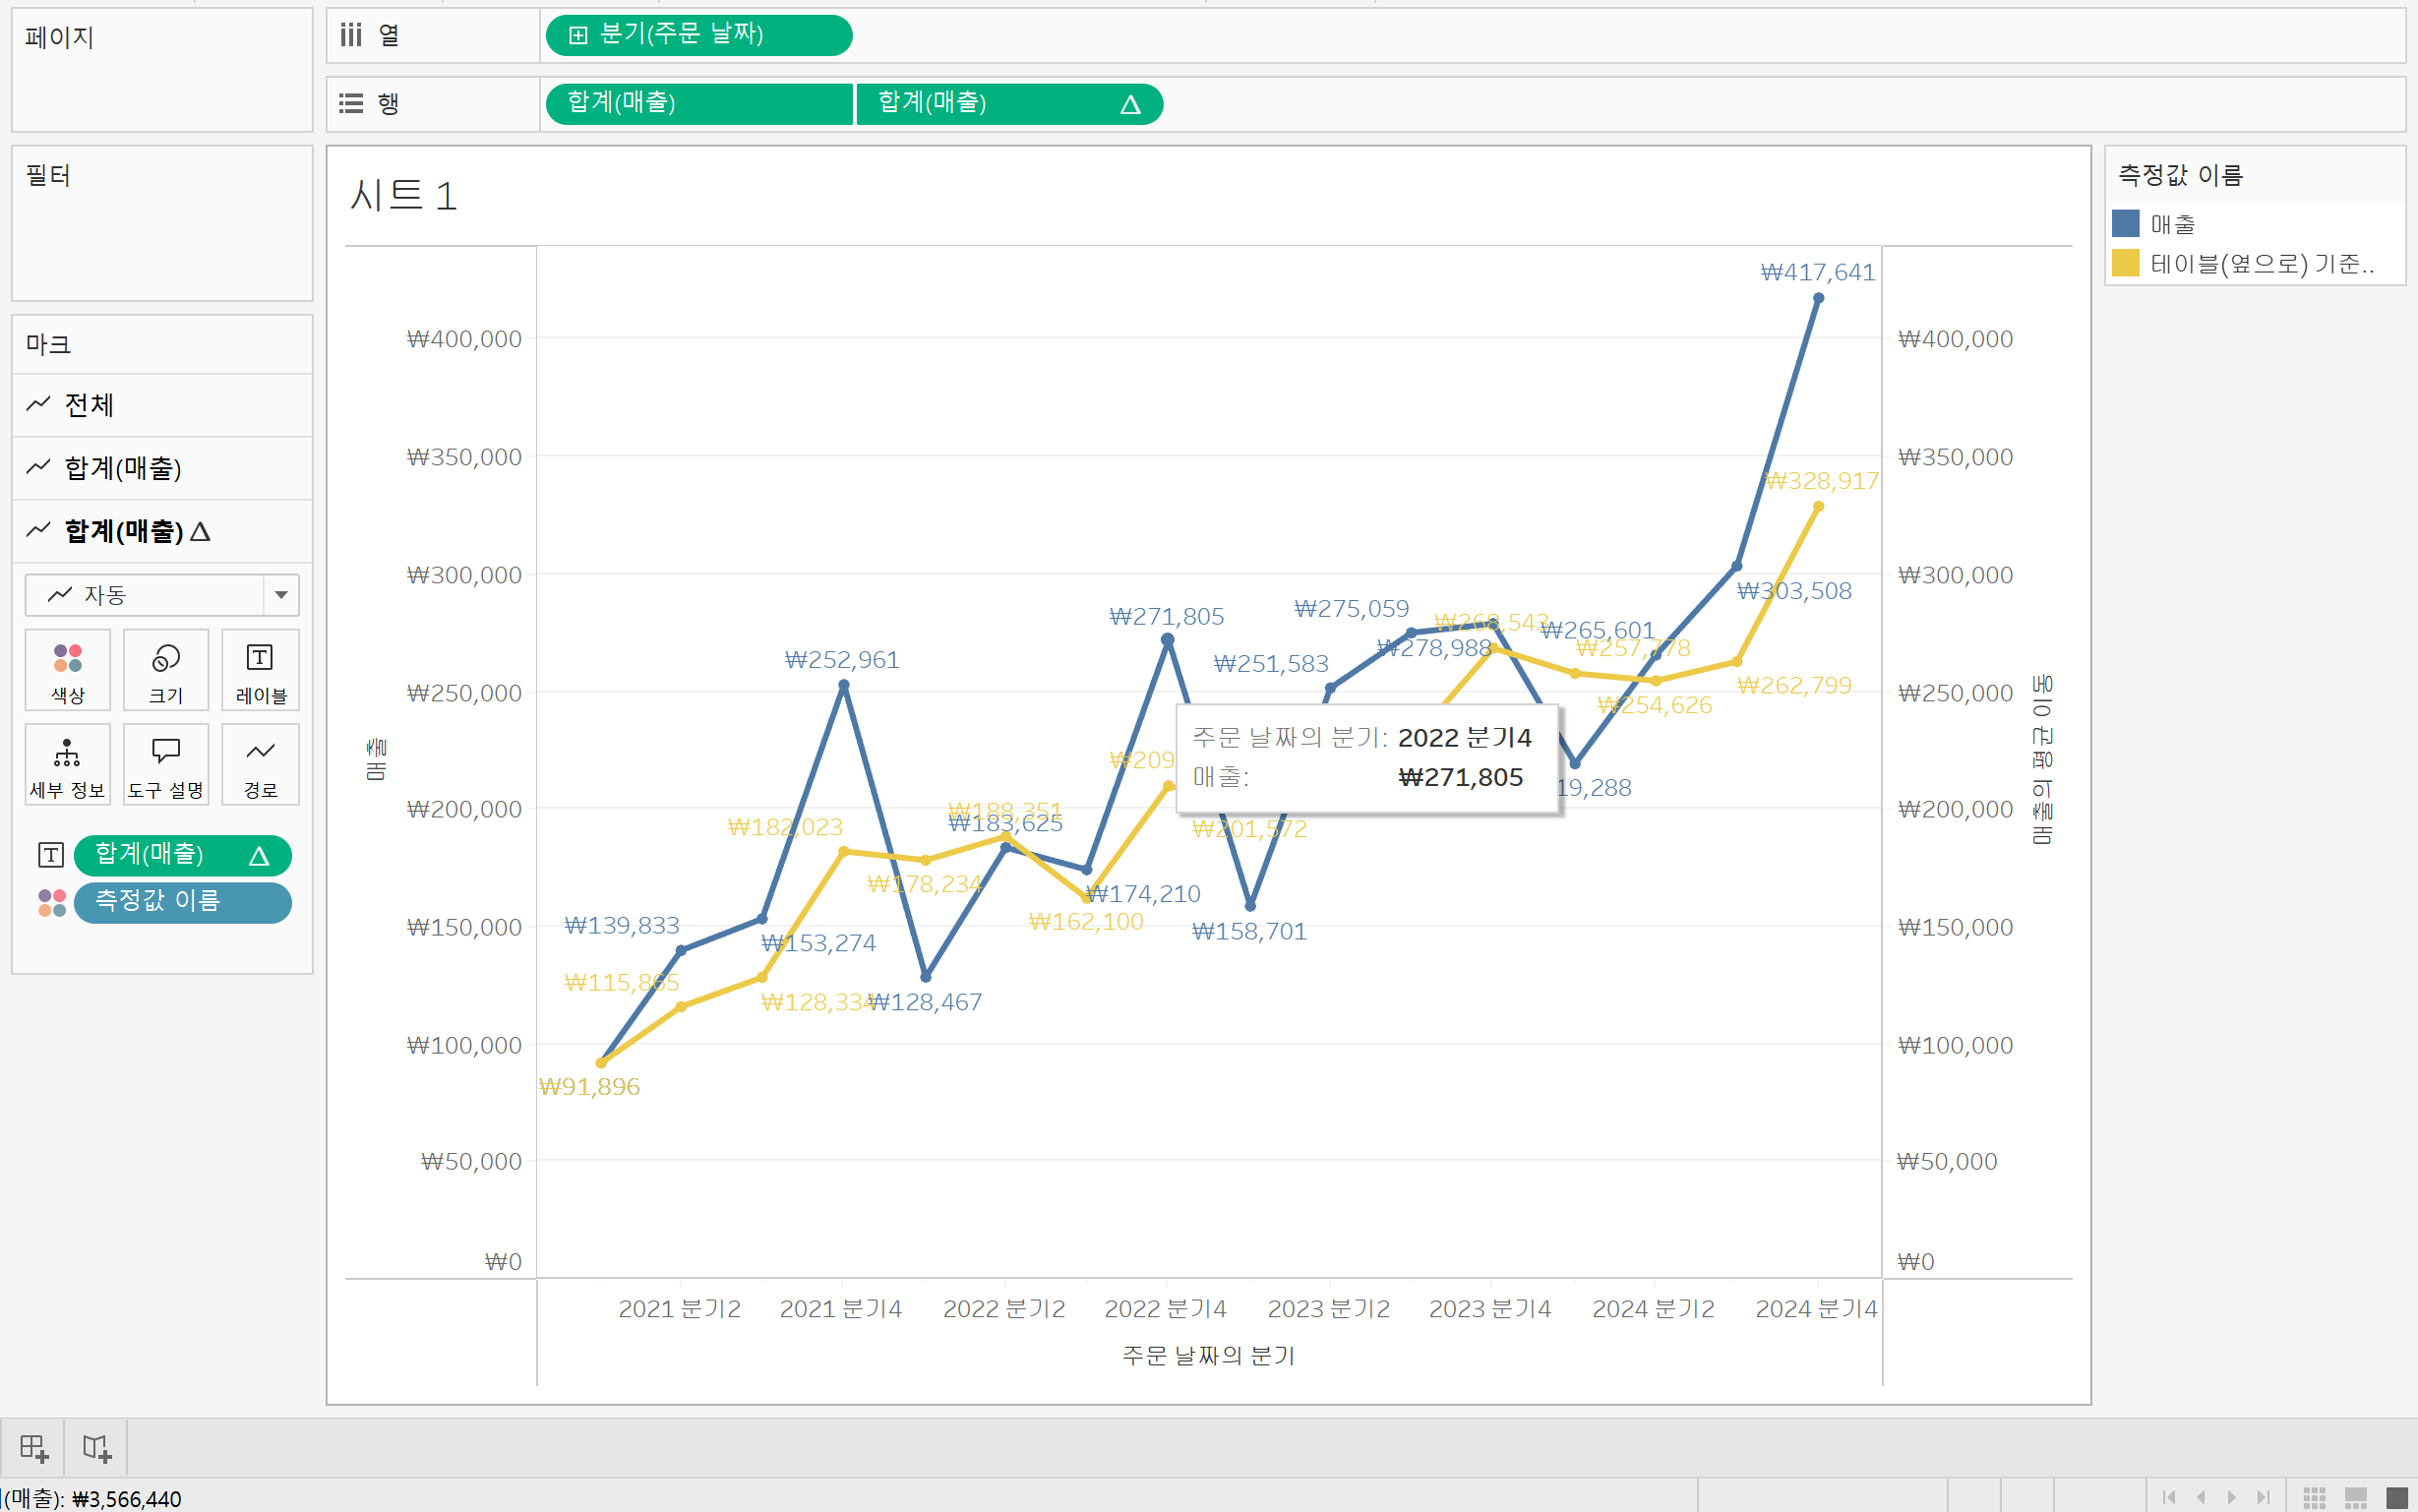 페이지
열
분기(주문 날짜)
행
합계(매출)
합계(매출)
필터
마크
전체
합계(매출)
합계(매출)
자동
색상
크기
레이블
세부 정보
도구 설명
경로
합계(매출)
측정값 이름
시트 1
매출
₩400,000
₩350,000
₩300,000
₩250,000
₩200,000
₩150,000
₩100,000
₩50,000
₩0
₩417,641
₩328,917
₩303,508
₩271,805
₩275,059
₩268,543
₩265,601
₩278,988
₩257,778
₩252,961
₩251,583
₩262,799
₩254,626
주문 날짜의 분기: 2022 분기4
매출: ₩271,805
₩209
19,288
₩188,351
₩183,625
₩182,023
₩201,572
₩178,234
₩174,210
₩162,100
₩158,701
₩139,833
₩153,274
₩115,865
₩128,334
₩128,467
₩91,896
₩400,000
₩350,000
₩300,000
₩250,000
₩200,000
₩150,000
₩100,000
₩50,000
₩0
매출의 평균 이동
2021 분기2
2021 분기4
2022 분기2
2022 분기4
2023 분기2
2023 분기4
2024 분기2
2024 분기4
주문 날짜의 분기
측정값 이름
매출
테이블(옆으로) 기준..
(매출): ₩3,566,440